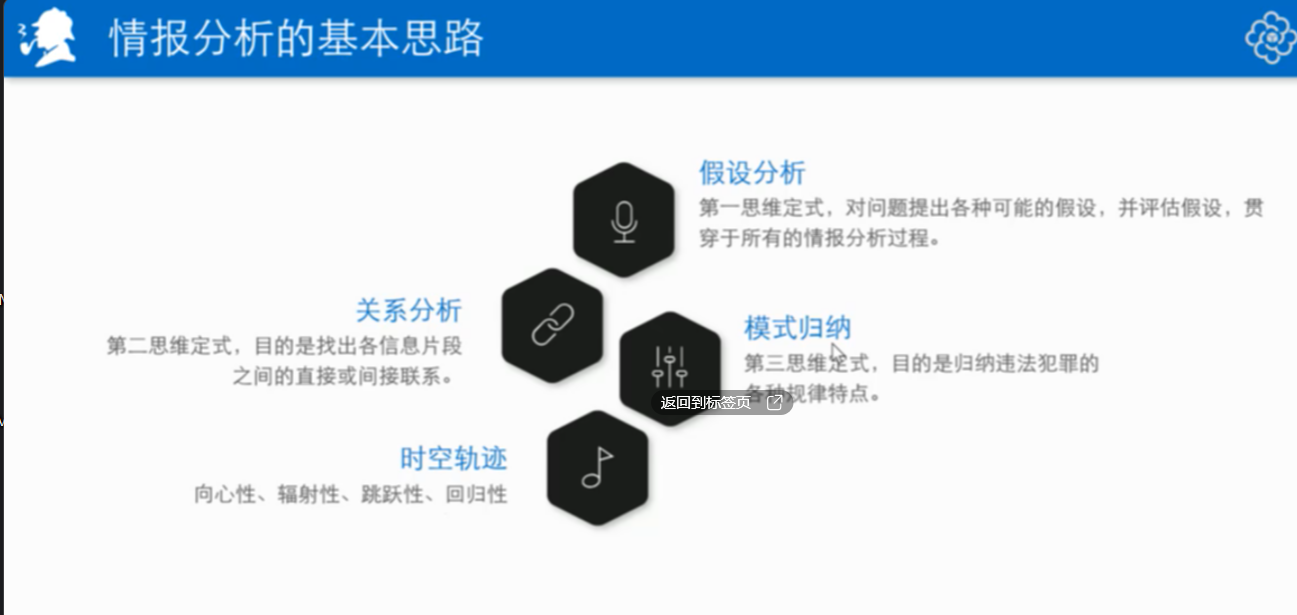 情报分析的基本思路
假设分析
第一思维定式，对问题提出各种可能的假设，并评估假设，贯
穿于所有的情报分析过程。
关系分析
第二思维定式，目的是找出各信息片段
之间的直接或间接联系。
模式归纳
第三思维定式，目的是归纳违法犯罪的
各种规律特点。
返回到标签页
时空轨迹
向心性、辐射性、跳跃性、回归性